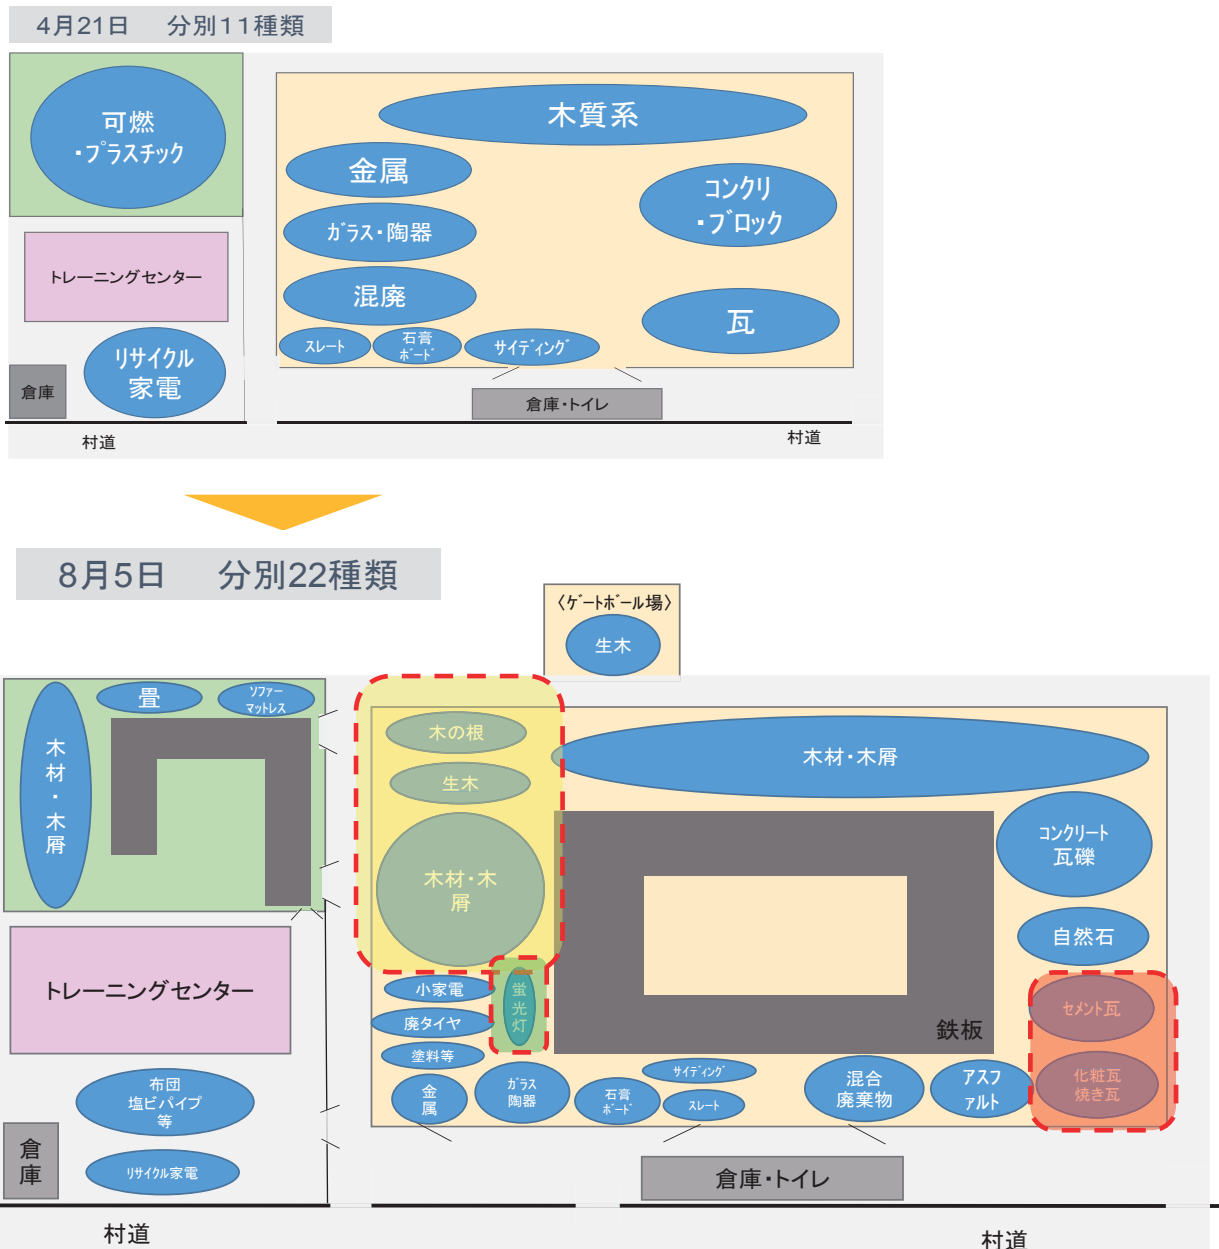 4月21日　分別11種類
可燃
・プラスチック
木質系
金属
コンクリ
・ブロック
ガラス・陶器
トレーニングセンター
混廃
瓦
スレート
石膏
ボード
サイディング
リサイクル
家電
倉庫
倉庫・トイレ
村道
村道
8月5日　分別22種類
〈ゲートボール場〉
生木
畳
ソファー
マットレス
木材・木屑
木の根
生木
木材・木屑
木材・木
屑
コンクリート
瓦礫
自然石
トレーニングセンター
小家電
蛍光灯
セメント瓦
廃タイヤ
鉄板
塗料等
サイディング
布団
塩ビパイプ
等
金属
ガラス
陶器
石膏
ボード
スレート
混合
廃棄物
アスフ
ァルト
化粧瓦
焼き瓦
倉庫
リサイクル家電
倉庫・トイレ
村道
村道